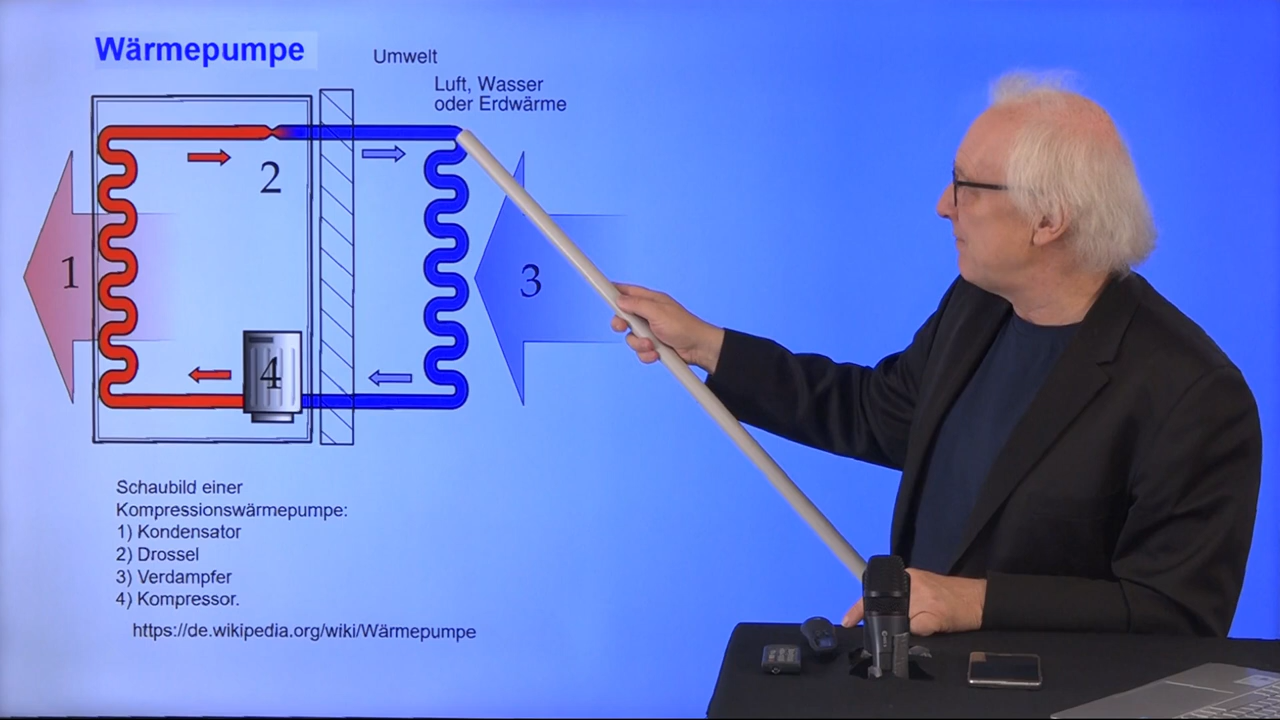 Wärmepumpe
Umwelt
Luft, Wasser
oder Erdwärme
2
1
3
4
Schaubild einer
Kompressionswärmepumpe:
1) Kondensator
2) Drossel
3) Verdampfer
4) Kompressor.
https://de.wikipedia.org/wiki/Wärmepumpe